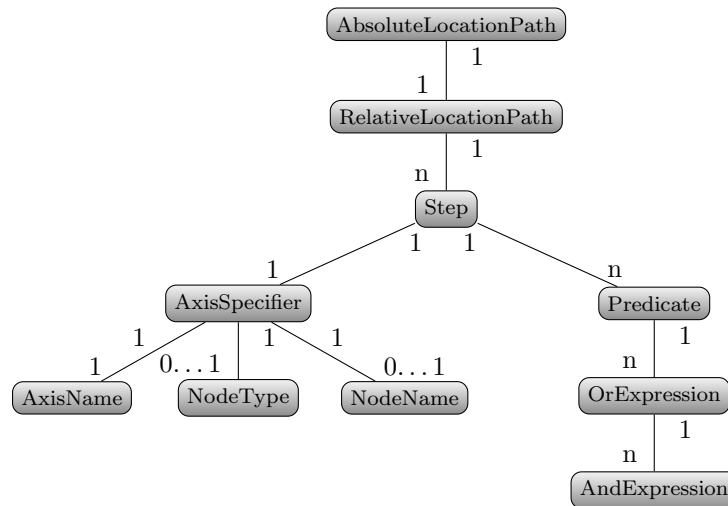 AbsoluteLocationPath
1
1
RelativeLocationPath
1
n
Step
1 1
1 n
AxisSpecifier Predicate
1 1 1 1
1 0...1 0...1 n
AxisName NodeType NodeName OrExpression
1
n
AndExpression